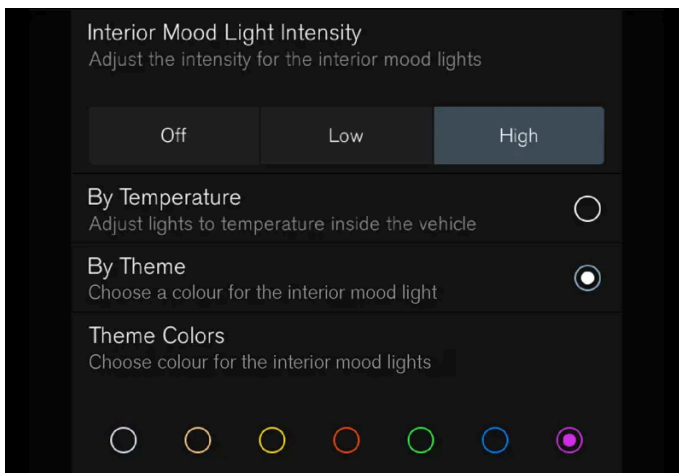 Interior Mood Light Intensity
Adjust the intensity for the interior mood lights
Off Low High
By Temperature
Adjust lights to temperature inside the vehicle
By Theme
Choose a colour for the interior mood light
Theme Colors
Choose colour for the interior mood lights